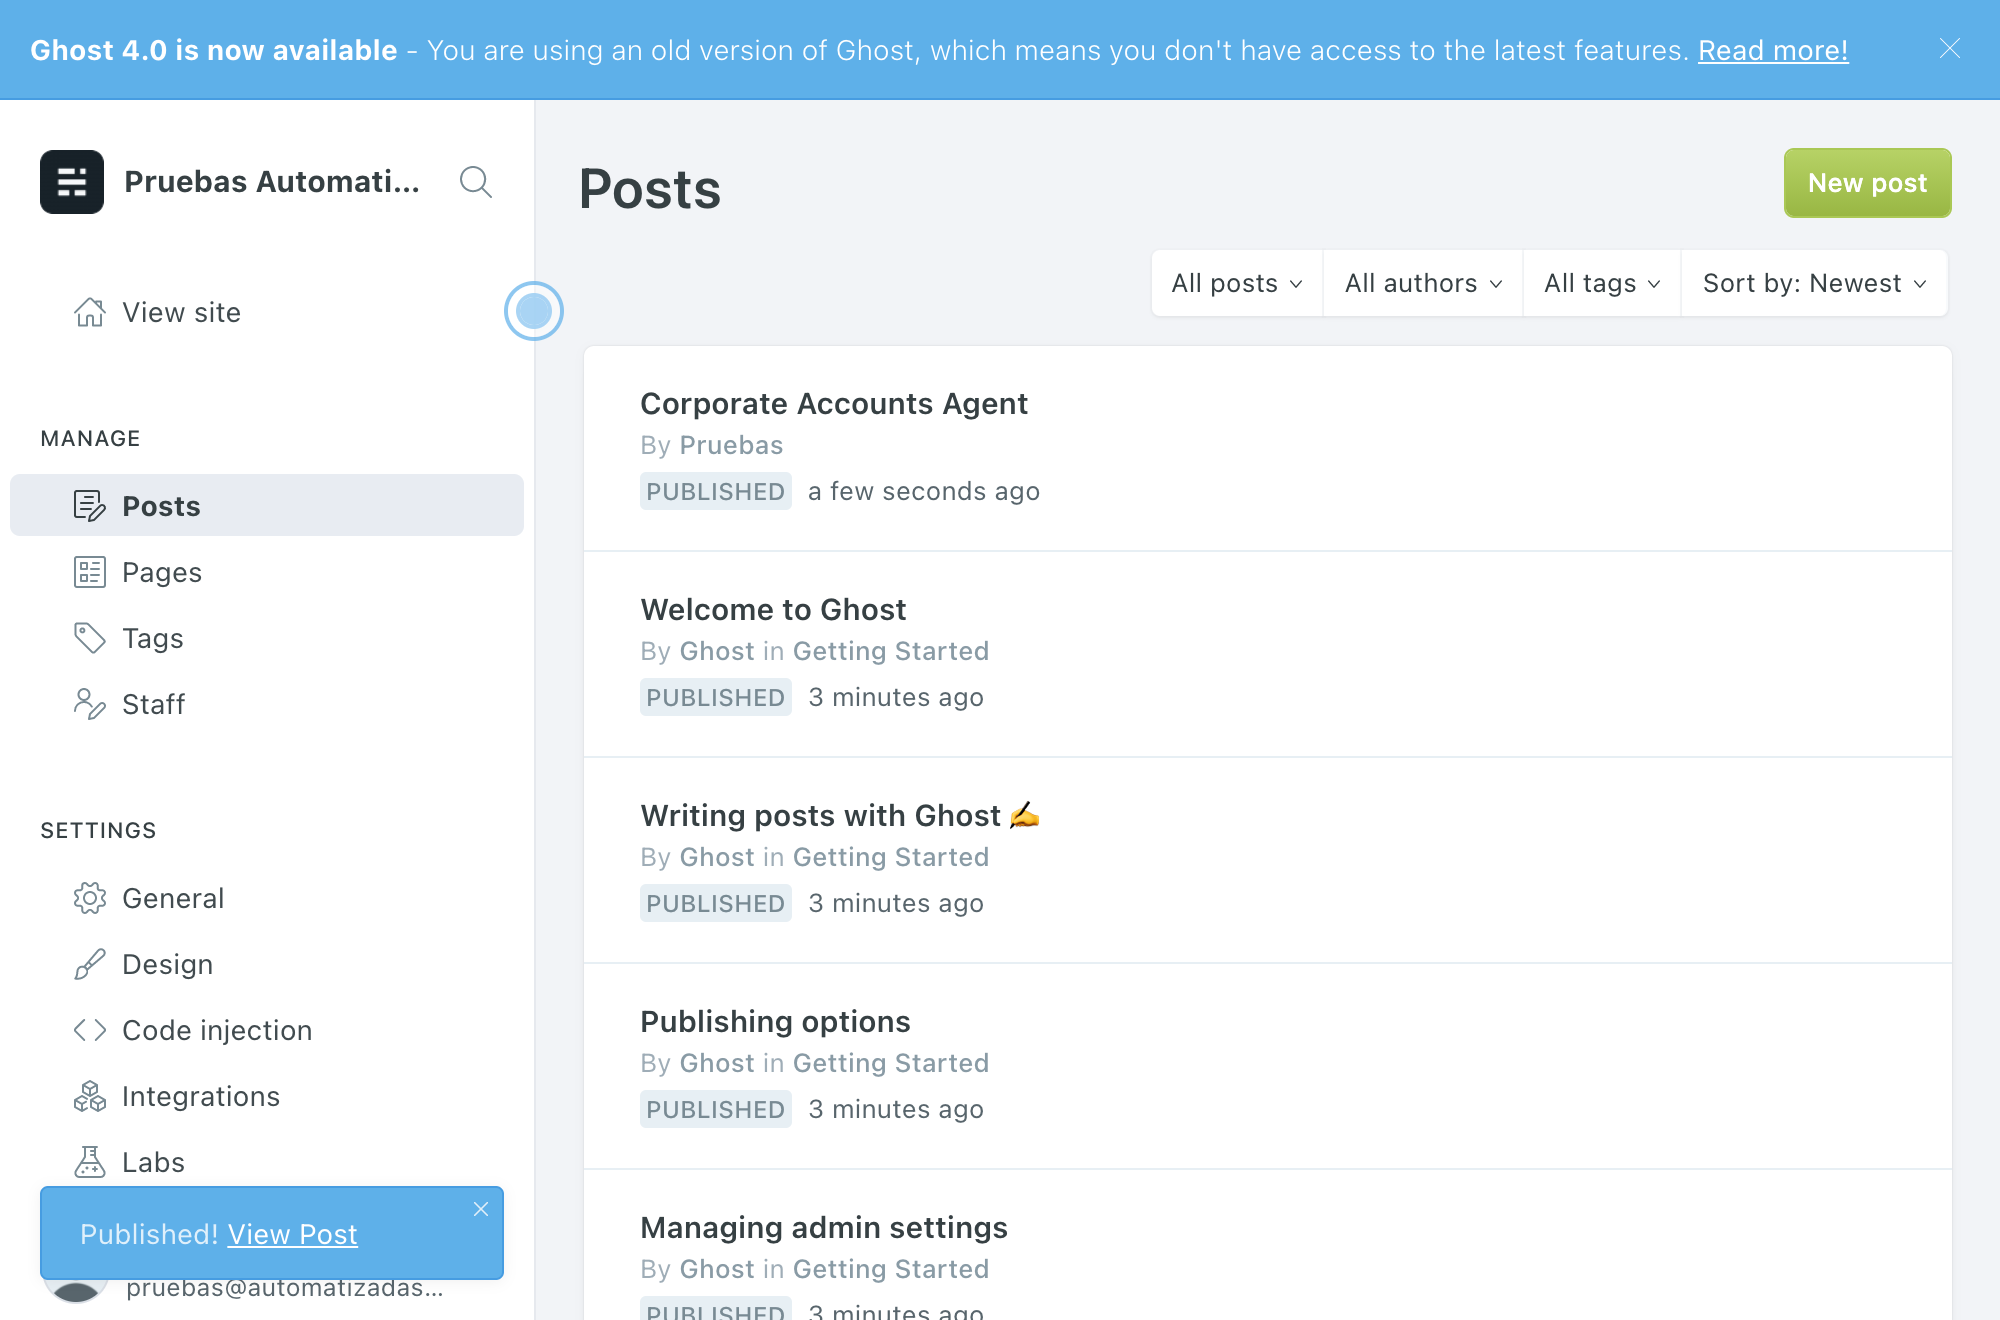 Ghost 4.0 is now available - You are using an old version of Ghost, which means you don't have access to the latest features. Read more!
Pruebas Automati...
View site
MANAGE
Posts
Pages
Tags
Staff
SETTINGS
General
Design
Code injection
Integrations
Labs
Published! View Post
pruebas@automatizadas...
Posts
New post
All posts
All authors
All tags
Sort by: Newest
Corporate Accounts Agent
By Pruebas
PUBLISHED a few seconds ago
Welcome to Ghost
By Ghost in Getting Started
PUBLISHED 3 minutes ago
Writing posts with Ghost ✍️
By Ghost in Getting Started
PUBLISHED 3 minutes ago
Publishing options
By Ghost in Getting Started
PUBLISHED 3 minutes ago
Managing admin settings
By Ghost in Getting Started
PUBLISHED 3 minutes ago